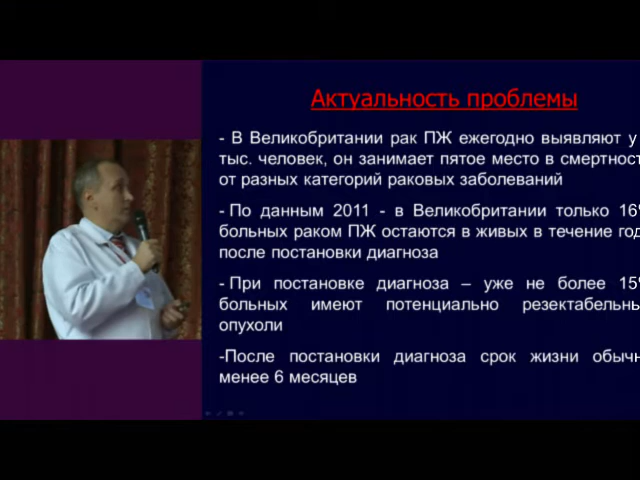 Актуальность проблемы
- В Великобритании рак ПЖ ежегодно выявляют у
тыс. человек, он занимает пятое место в смертност
от разных категорий раковых заболеваний
- По данным 2011 - в Великобритании только 16%
больных раком ПЖ остаются в живых в течение год
после постановки диагноза
- При постановке диагноза – уже не более 15%
больных имеют потенциально резектабельны
опухоли
-После постановки диагноза срок жизни обычн
менее 6 месяцев